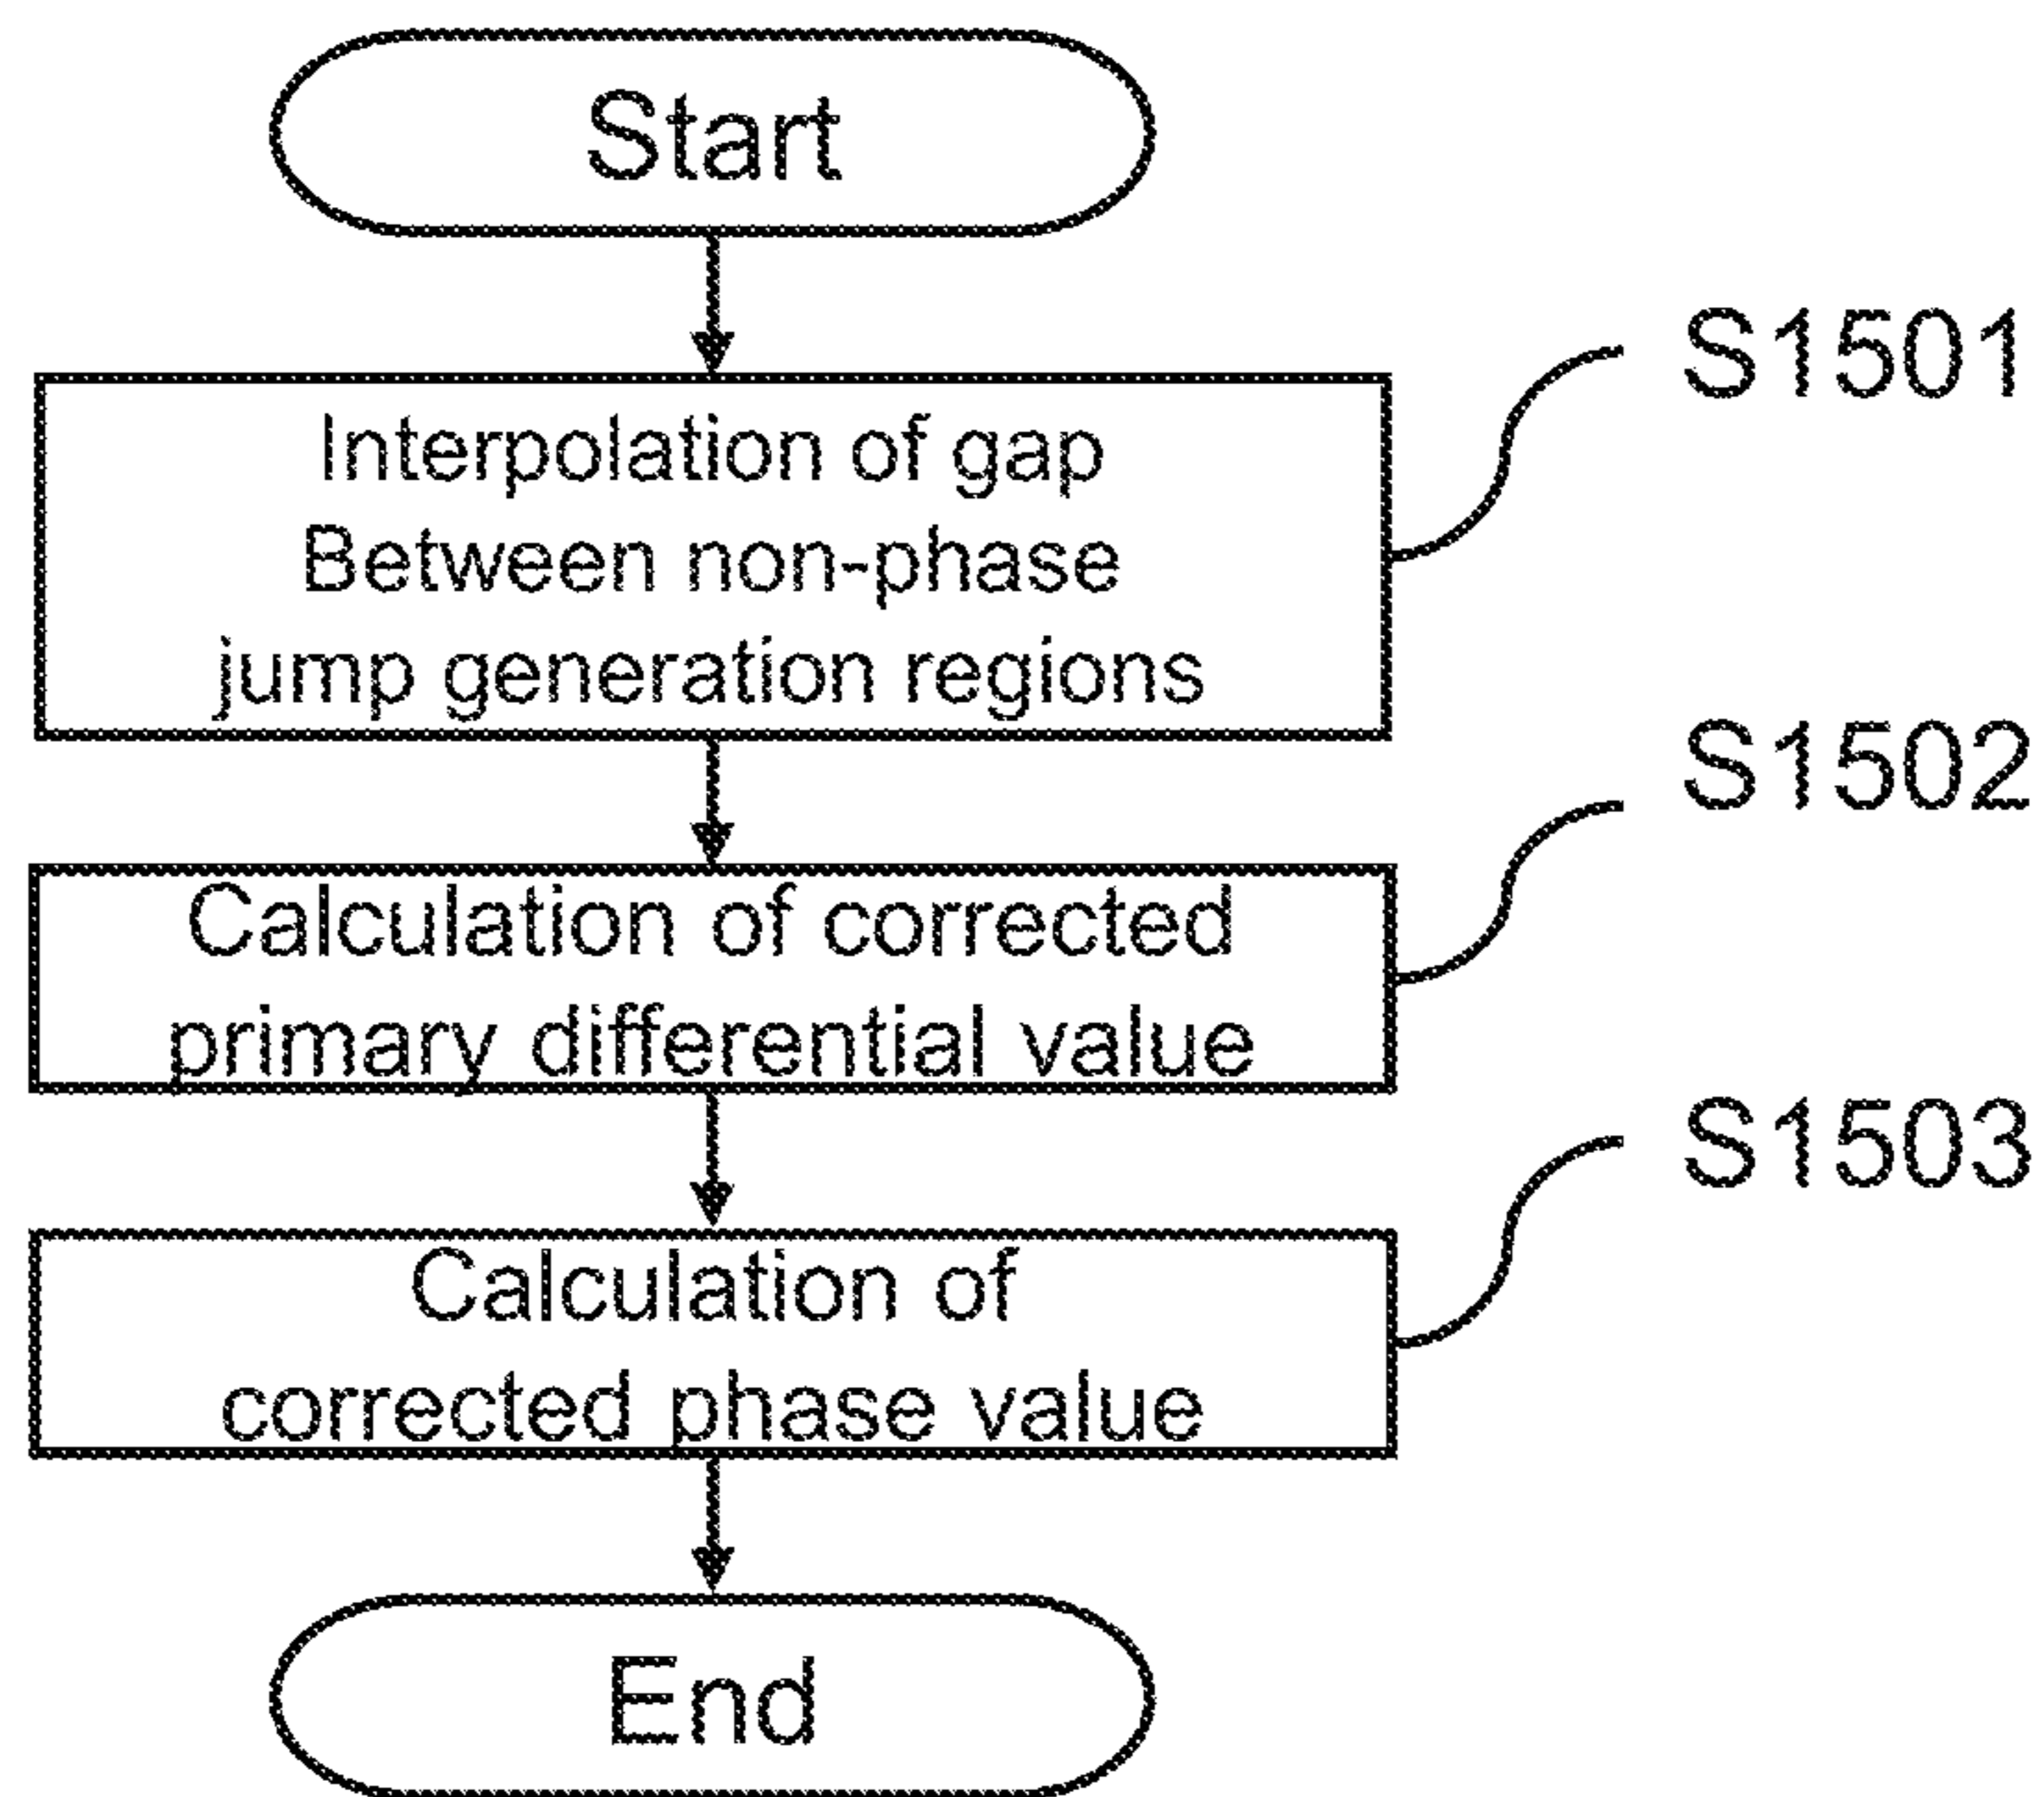 Start
S1501
Interpolation of gap
Between non-phase
jump generation regions
S1502
Calculation of corrected
primary differential value
S1503
Calculation of
corrected phase value
End